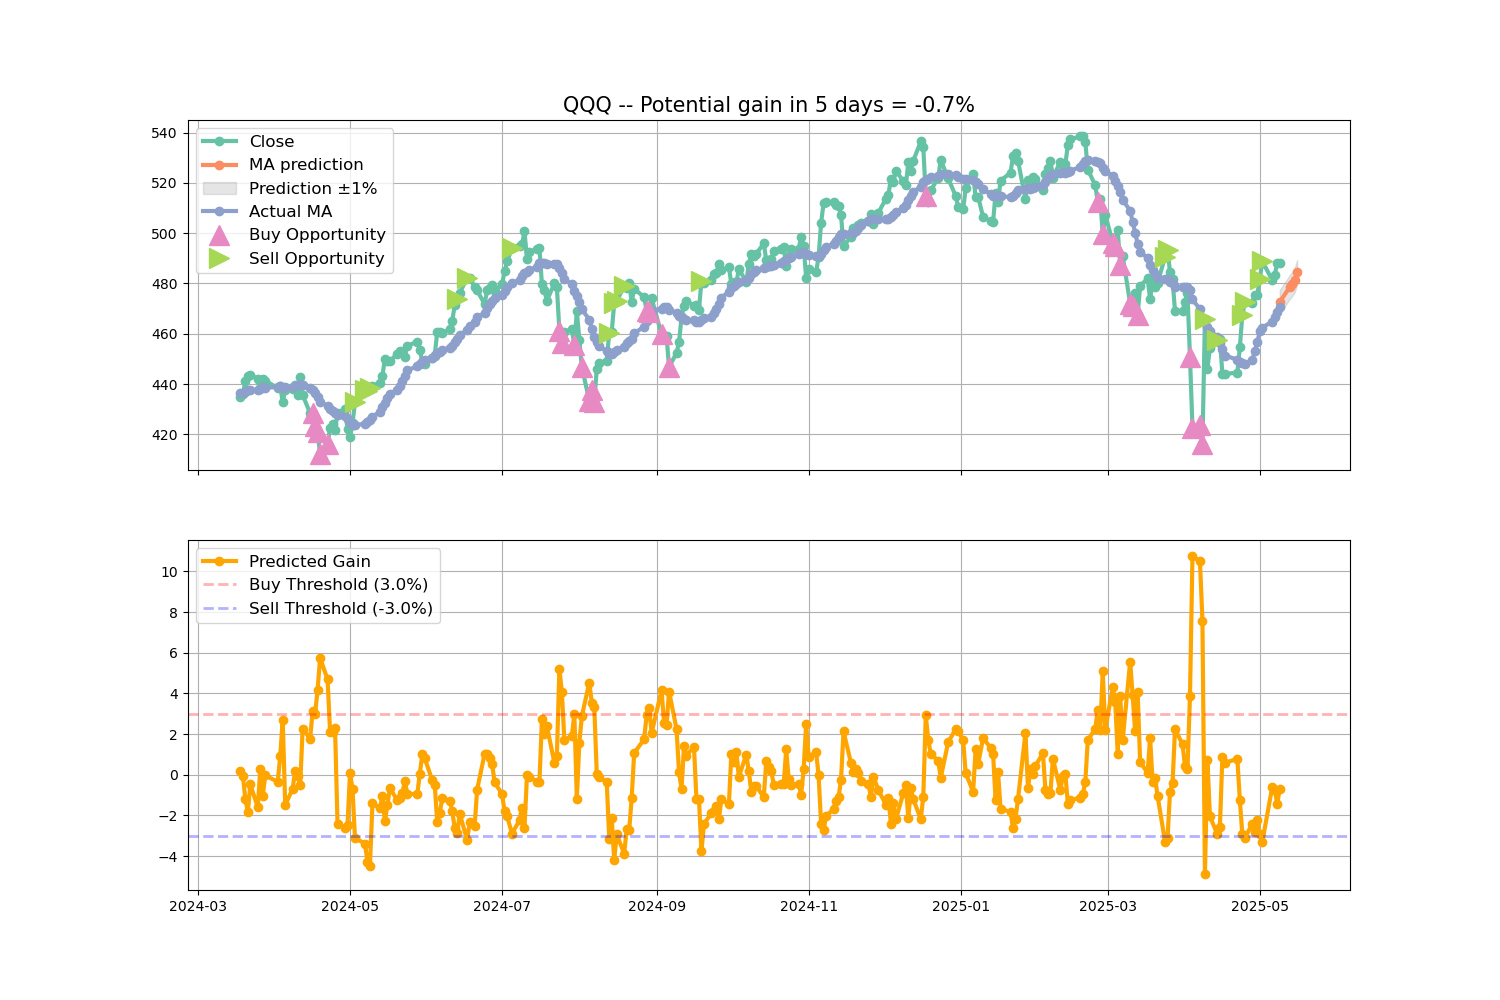 QQQ -- Potential gain in 5 days = -0.7%
540
520
500
480
460
440
420
Close
MA prediction
Prediction ±1%
Actual MA
Buy Opportunity
Sell Opportunity
10
8
6
4
2
0
−2
−4
Predicted Gain
Buy Threshold (3.0%)
Sell Threshold (-3.0%)
2024-03 2024-05 2024-07 2024-09 2024-11 2025-01 2025-03 2025-05